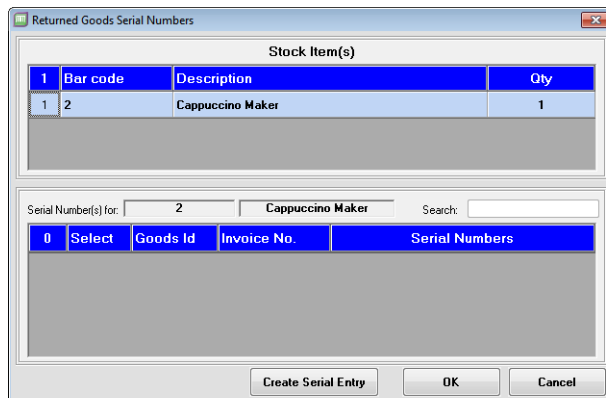 Returned Goods Serial Numbers
Stock Item(s)
1 Bar code Description Qty
1 2 Cappuccino Maker 1
Serial Number(s) for: 2 Cappuccino Maker Search:
0 Select Goods Id Invoice No. Serial Numbers
Create Serial Entry OK Cancel